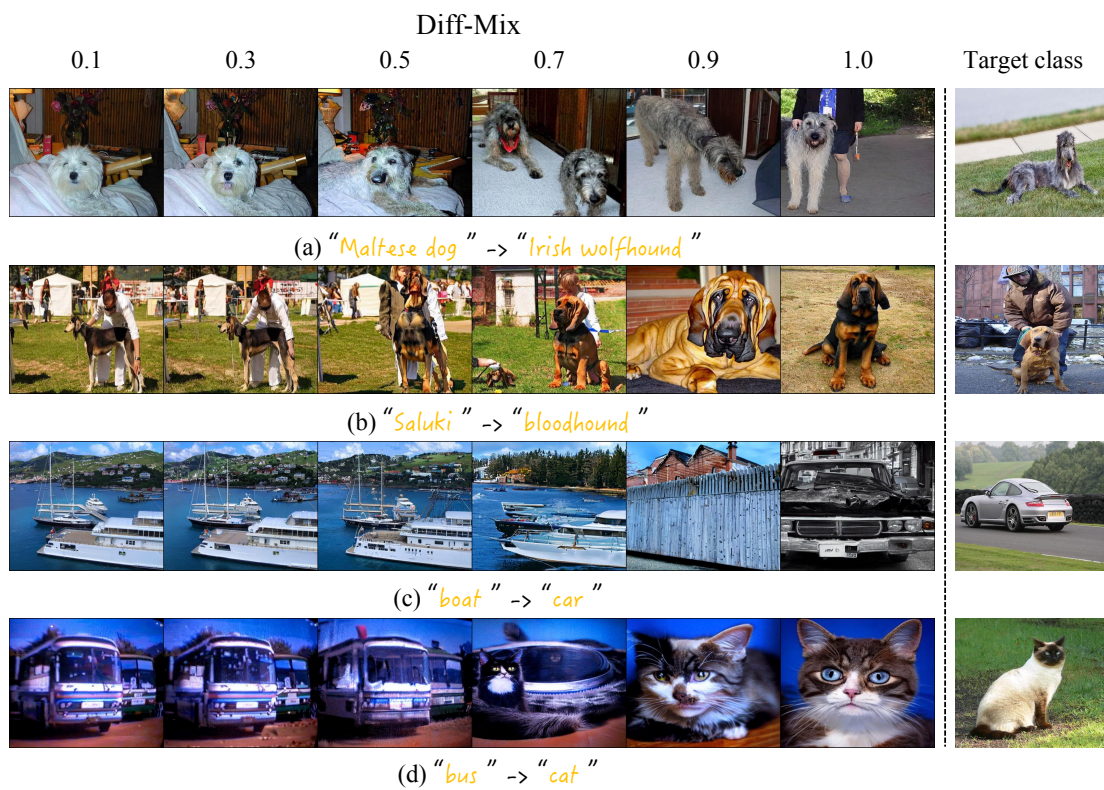 Diff-Mix
0.1 0.3 0.5 0.7 0.9 1.0 Target class
(a) “Maltese dog ” -> “Irish wolfhound ”
(b) “Saluki ” -> “bloodhound ”
(c) “boat ” -> “car ”
(d) “bus ” -> “cat ”